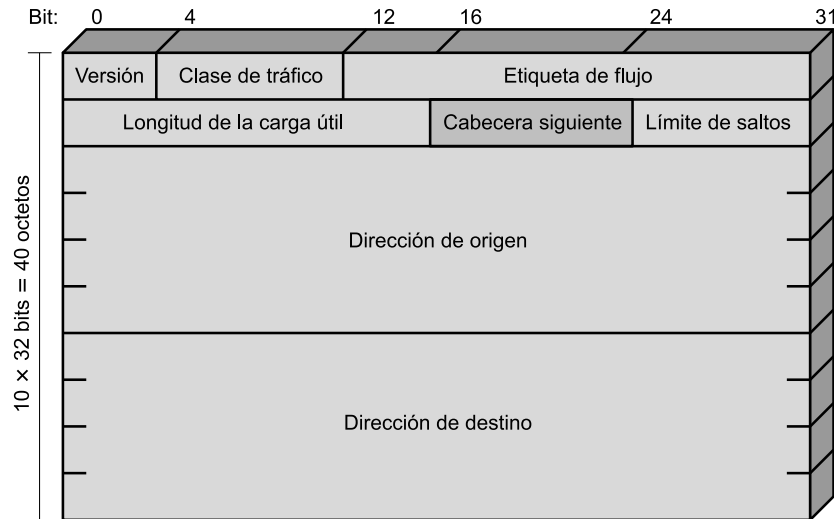 Bit: 0 4 12 16 24 31
Versión Clase de tráfico Etiqueta de flujo
Longitud de la carga útil Cabecera siguiente Límite de saltos
Dirección de origen
10 × 32 bits = 40 octetos
Dirección de destino